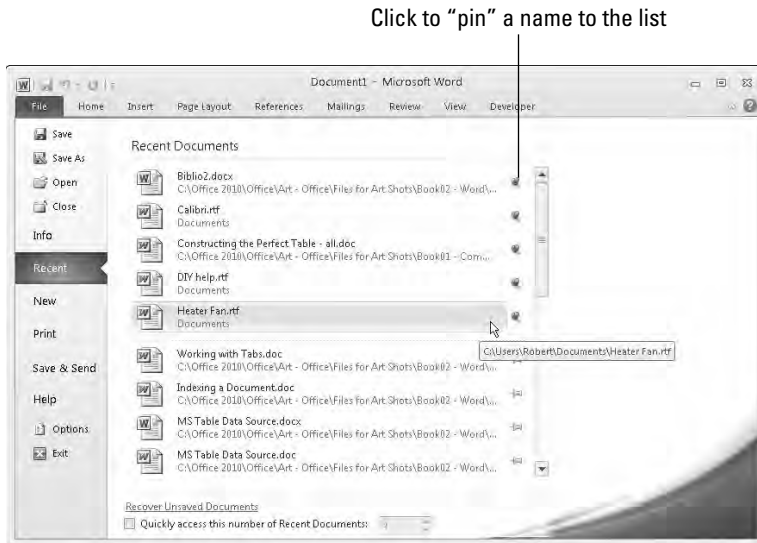 Click to “pin” a name to the list
Document1 - Microsoft Word
File Home Insert Page Layout References Mailings Review View Developer
Save
Save As
Open
Close
Info
Recent
New
Print
Save & Send
Help
Options
Exit
Recent Documents
Biblio2.docx
C:\Office 2010\Office\Art - Office\Files for Art Shots\Book02 - Word\...
Calibri.rtf
Documents
Constructing the Perfect Table - all.doc
C:\Office 2010\Office\Art - Office\Files for Art Shots\Book01 - Com...
DIY help.rtf
Documents
Heater Fan.rtf
Documents
C:\Users\Robert\Documents\Heater Fan.rtf
Working with Tabs.doc
C:\Office 2010\Office\Art - Office\Files for Art Shots\Book02 - Word\...
Indexing a Document.doc
C:\Office 2010\Office\Art - Office\Files for Art Shots\Book02 - Word\...
MS Table Data Source.docx
C:\Office 2010\Office\Art - Office\Files for Art Shots\Book02 - Word\...
MS Table Data Source.doc
C:\Office 2010\Office\Art - Office\Files for Art Shots\Book02 - Word\...
Recover Unsaved Documents
Quickly access this number of Recent Documents: